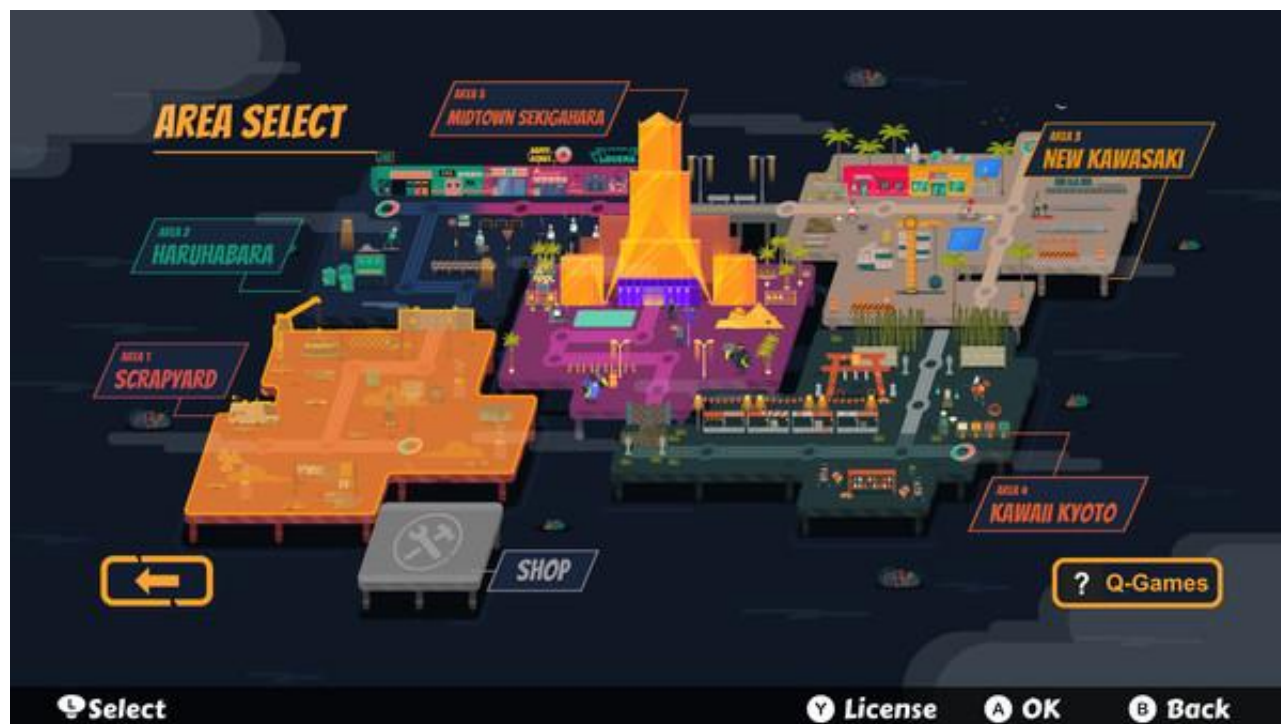 AREA SELECT
AREA 5
MIDTOWN SEKIGAHARA
AREA 3
NEW KAWASAKI
AREA 2
HARUHABARA
AREA 1
SCRAPYARD
AREA 4
KAWAII KYOTO
SHOP
? Q-Games
L Select
Y License
A OK
B Back